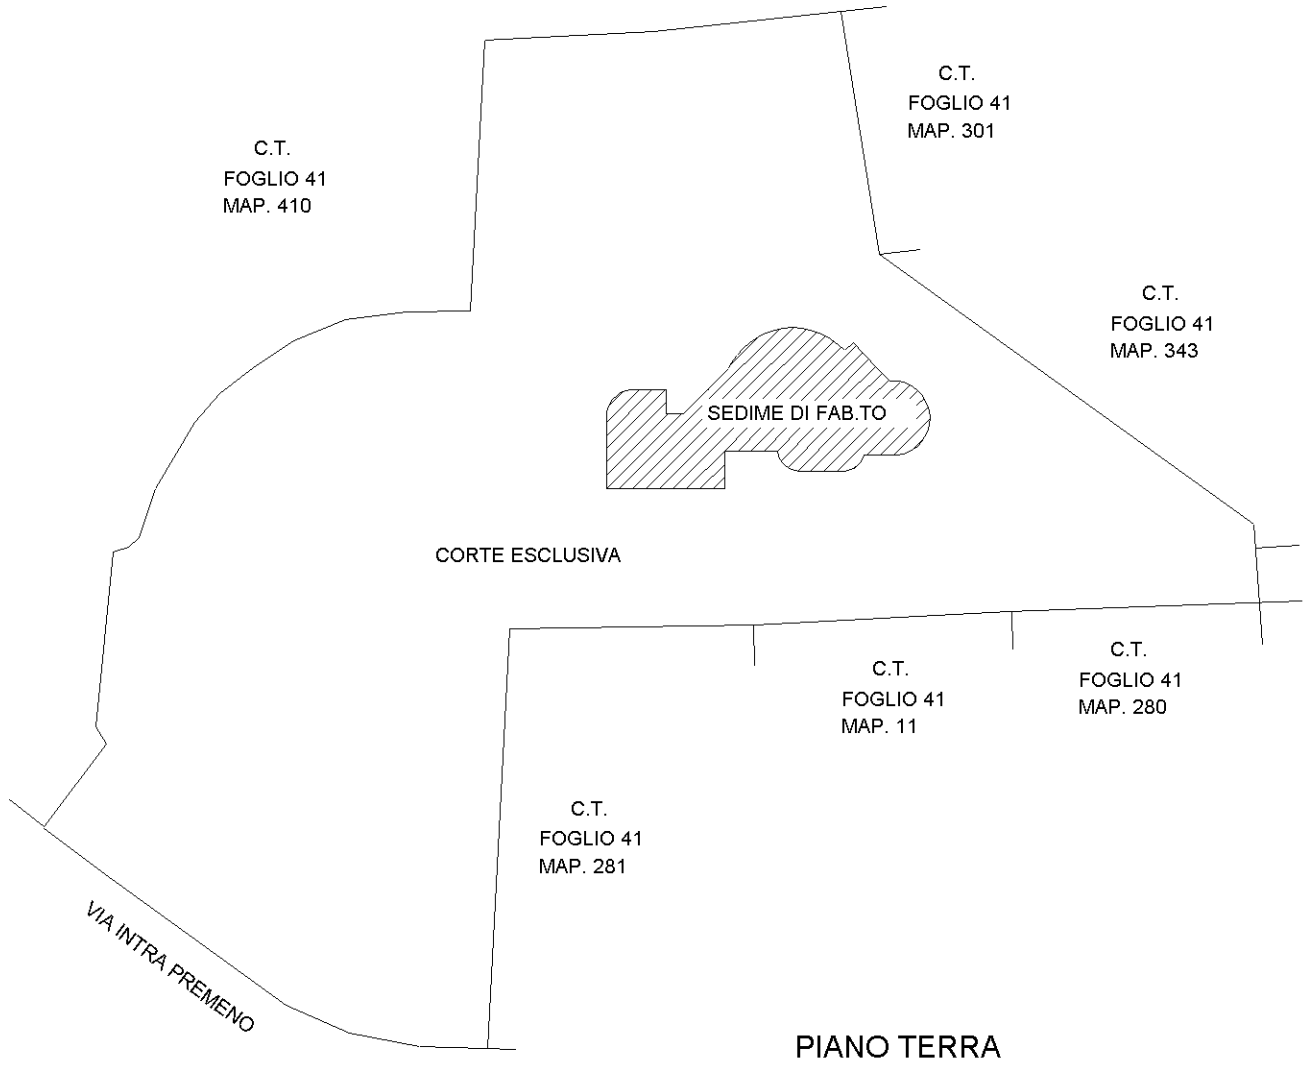 C.T.
FOGLIO 41
MAP. 301
C.T.
FOGLIO 41
MAP. 410
C.T.
FOGLIO 41
MAP. 343
SEDIME DI FAB.TO
CORTE ESCLUSIVA
C.T.
FOGLIO 41
MAP. 280
C.T.
FOGLIO 41
MAP. 11
C.T.
FOGLIO 41
MAP. 281
VIA INTRA PREMENO
PIANO TERRA